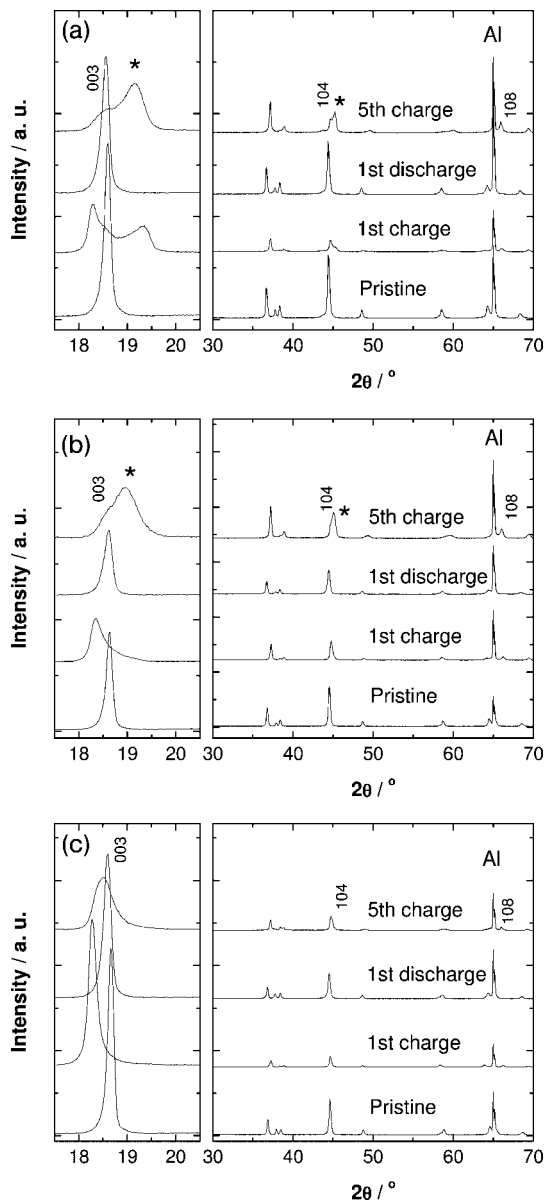 (a)
Intensity / a. u.
003
*
18 19 20
Al
104
*
5th charge
108
1st discharge
1st charge
Pristine
30 40 50 60 70
2θ / °
(b)
Intensity / a. u.
003
*
18 19 20
Al
104
*
5th charge
108
1st discharge
1st charge
Pristine
30 40 50 60 70
2θ / °
(c)
Intensity / a. u.
003
18 19 20
Al
104
5th charge
108
1st discharge
1st charge
Pristine
30 40 50 60 70
2θ / °